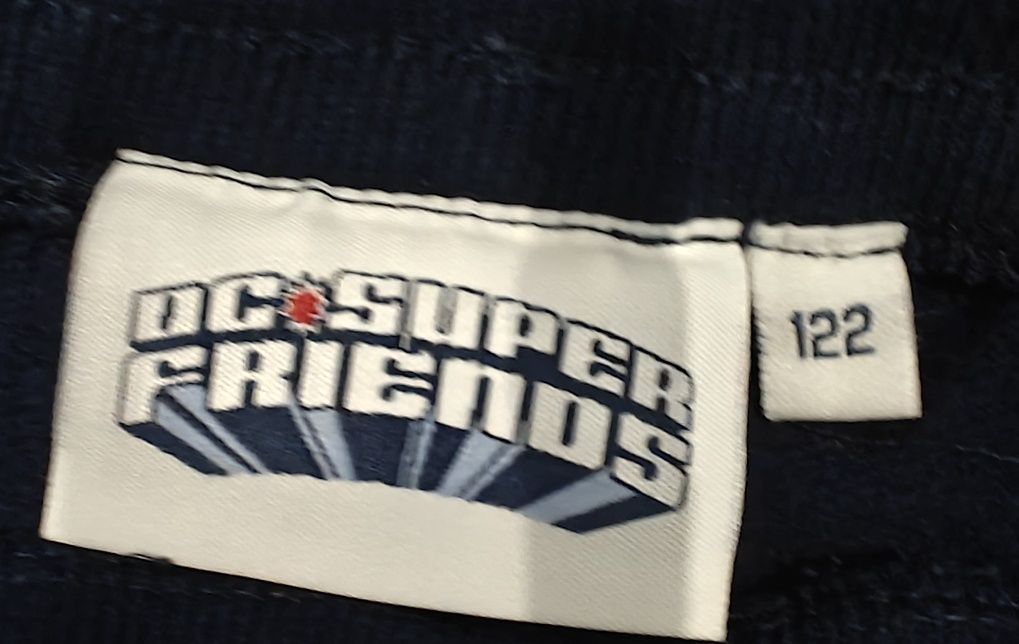 DC SUPER
FRIENDS
122